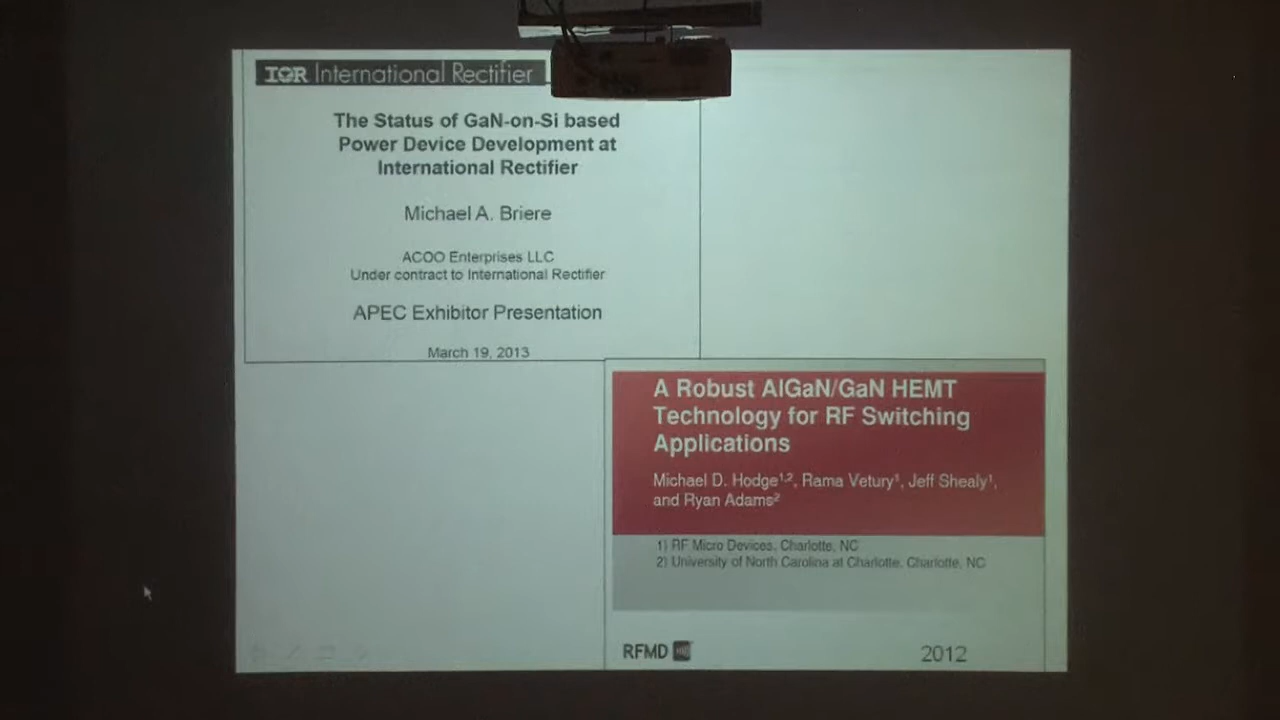 IOR International Rectifier
The Status of GaN-on-Si based
Power Device Development at
International Rectifier
Michael A. Briere
ACOO Enterprises LLC
Under contract to International Rectifier
APEC Exhibitor Presentation
March 19, 2013
A Robust AlGaN/GaN HEMT
Technology for RF Switching
Applications
Michael D. Hodge¹,², Rama Vetury¹, Jeff Shealy¹,
and Ryan Adams²
1) RF Micro Devices, Charlotte, NC
2) University of North Carolina at Charlotte, Charlotte, NC
RFMD
2012